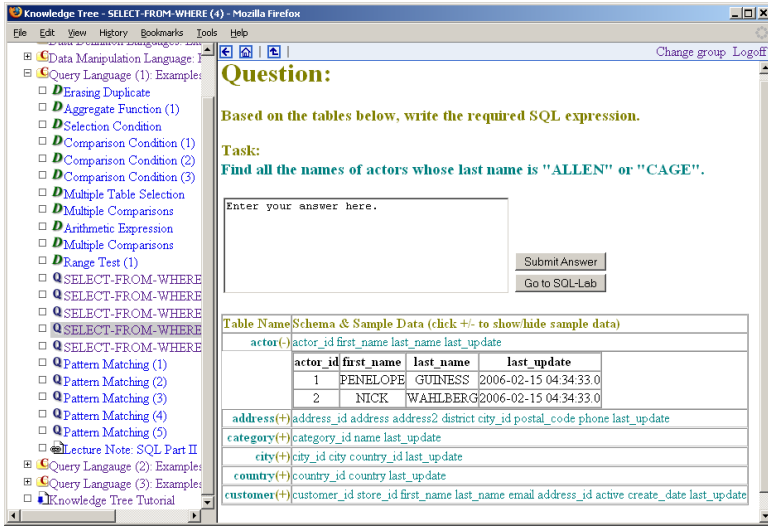 Knowledge Tree - SELECT-FROM-WHERE (4) - Mozilla Firefox
File Edit View History Bookmarks Tools Help
Data Manipulation Language:
Query Language (1): Examples
Erasing Duplicate
Aggregate Function (1)
Selection Condition
Comparison Condition (1)
Comparison Condition (2)
Comparison Condition (3)
Multiple Table Selection
Multiple Comparisons
Arithmetic Expression
Multiple Comparisons
Range Test (1)
SELECT-FROM-WHERE
SELECT-FROM-WHERE
SELECT-FROM-WHERE
SELECT-FROM-WHERE
SELECT-FROM-WHERE
Pattern Matching (1)
Pattern Matching (2)
Pattern Matching (3)
Pattern Matching (4)
Pattern Matching (5)
Lecture Note: SQL Part II
Query Langauge (2): Examples
Query Language (3): Examples
Knowledge Tree Tutorial
Change group Logoff
Question:
Based on the tables below, write the required SQL expression.
Task:
Find all the names of actors whose last name is "ALLEN" or "CAGE".
Enter your answer here.
Submit Answer
Go to SQL-Lab
Table Name Schema & Sample Data (click +/- to show/hide sample data)
actor(-) actor_id first_name last_name last_update
actor_id first_name last_name last_update
1 PENELOPE GUINESS 2006-02-15 04:34:33.0
2 NICK WAHLBERG 2006-02-15 04:34:33.0
address(+) address_id address address2 district city_id postal_code phone last_update
category(+) category_id name last_update
city(+) city_id city country_id last_update
country(+) country_id country last_update
customer(+) customer_id store_id first_name last_name email address_id active create_date last_update